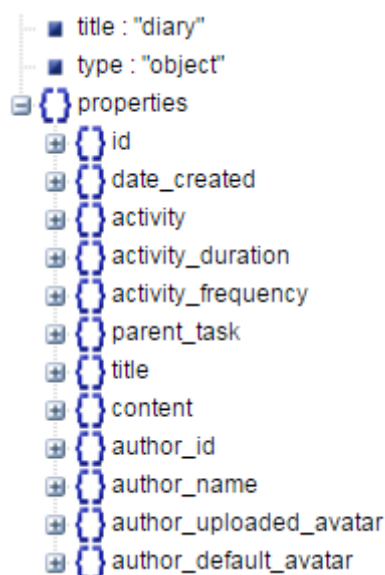 title : "diary"
type : "object"
{} properties
{} id
{} date_created
{} activity
{} activity_duration
{} activity_frequency
{} parent_task
{} title
{} content
{} author_id
{} author_name
{} author_uploaded_avatar
{} author_default_avatar